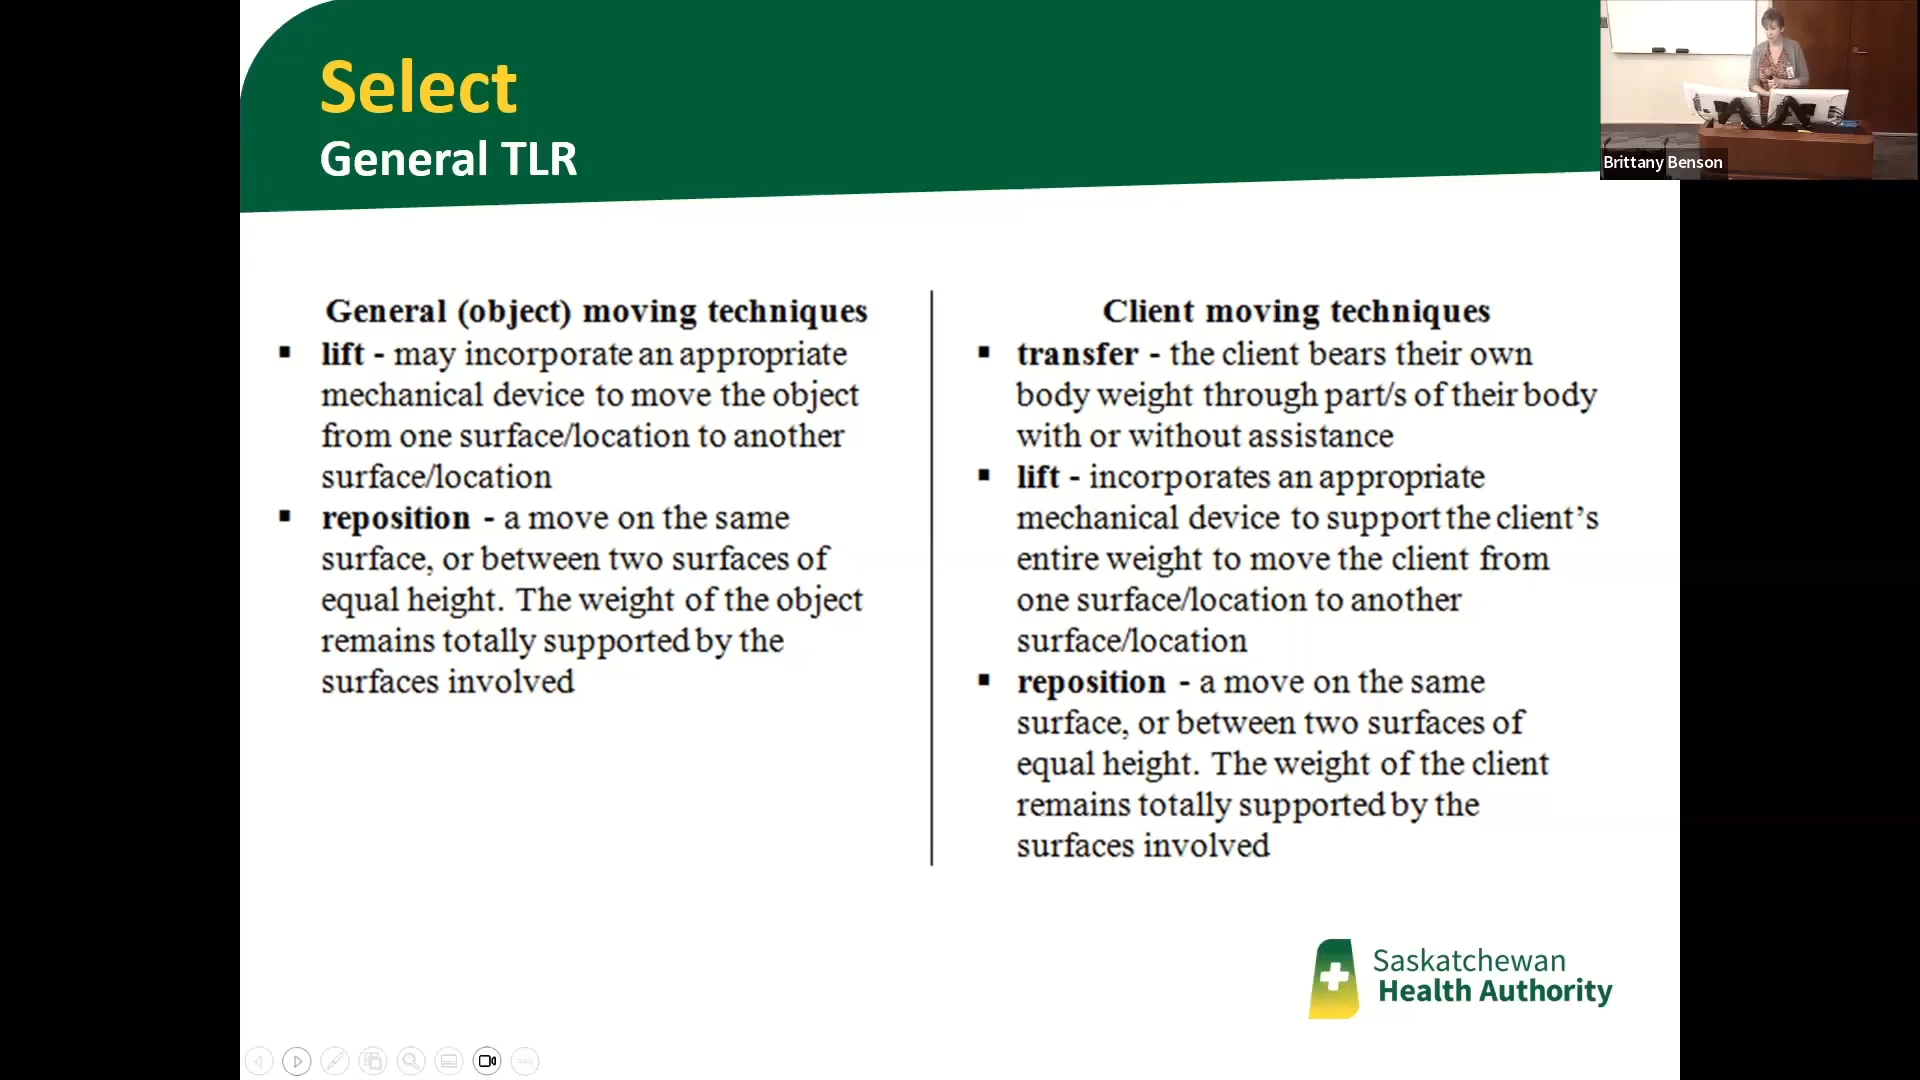 Select
General TLR
Brittany Benson
General (object) moving techniques
▪ lift - may incorporate an appropriate
mechanical device to move the object
from one surface/location to another
surface/location
▪ reposition - a move on the same
surface, or between two surfaces of
equal height. The weight of the object
remains totally supported by the
surfaces involved
Client moving techniques
▪ transfer - the client bears their own
body weight through part/s of their body
with or without assistance
▪ lift - incorporates an appropriate
mechanical device to support the client’s
entire weight to move the client from
one surface/location to another
surface/location
▪ reposition - a move on the same
surface, or between two surfaces of
equal height. The weight of the client
remains totally supported by the
surfaces involved
Saskatchewan
Health Authority